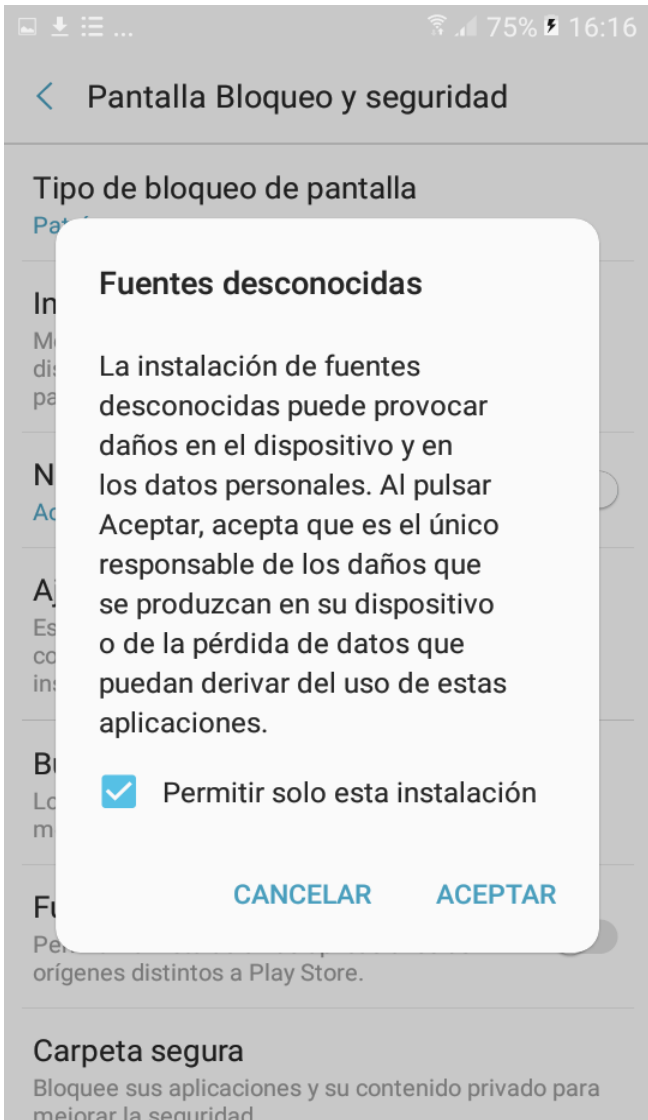 ... 75% 16:16
Pantalla Bloqueo y seguridad
Tipo de bloqueo de pantalla
Fuentes desconocidas
La instalación de fuentes
desconocidas puede provocar
daños en el dispositivo y en
los datos personales. Al pulsar
Aceptar, acepta que es el único
responsable de los daños que
se produzcan en su dispositivo
o de la pérdida de datos que
puedan derivar del uso de estas
aplicaciones.
Permitir solo esta instalación
CANCELAR ACEPTAR
orígenes distintos a Play Store.
Carpeta segura
Bloquee sus aplicaciones y su contenido privado para
mejorar la seguridad